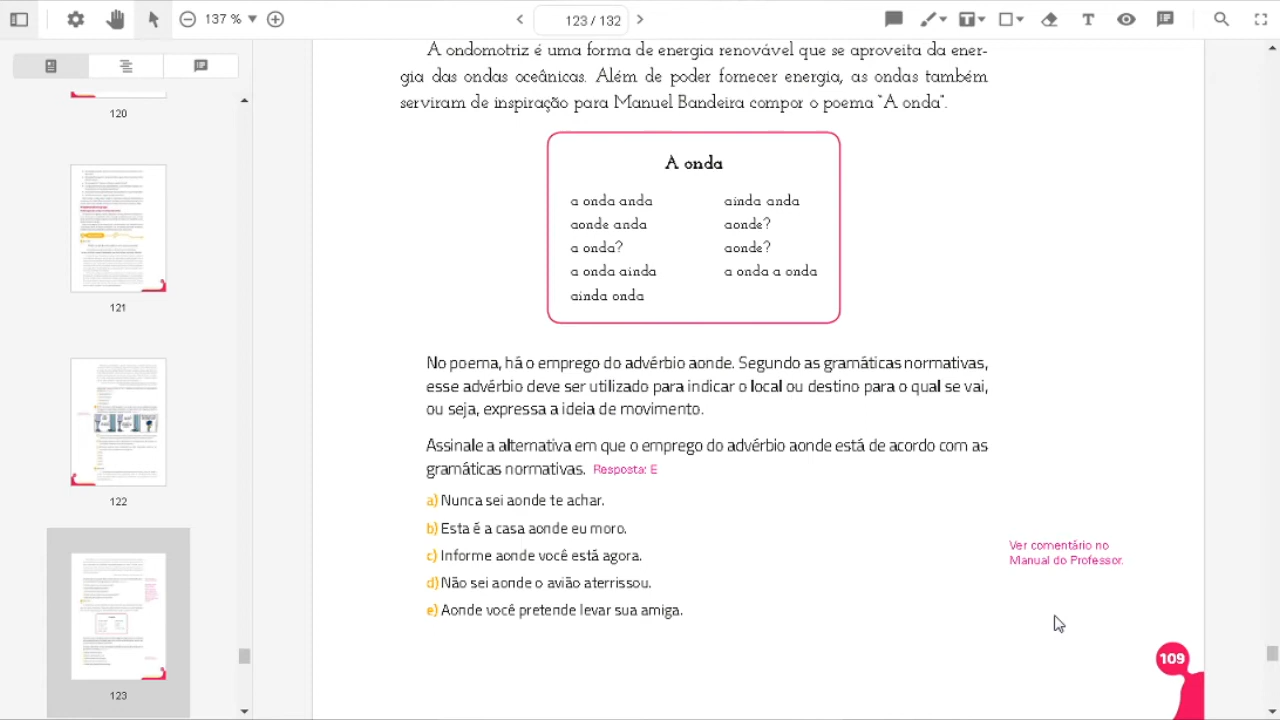 137 %
123 / 132
120
121
122
123
A ondomotriz é uma forma de energia renovável que se aproveita da ener-
gia das ondas oceânicas. Além de poder fornecer energia, as ondas também
serviram de inspiração para Manuel Bandeira compor o poema "A onda".
A onda
a onda anda
aonde anda
a onda?
a onda ainda
ainda onda
ainda anda
aonde?
aonde?
a onda a onda
No poema, há o emprego do advérbio aonde. Segundo as gramáticas normativas,
esse advérbio deve ser utilizado para indicar o local ou destino para o qual se vai,
ou seja, expressa ideia de movimento.
Assinale a alternativa em que o emprego do advérbio aonde está de acordo com as
gramáticas normativas. Resposta: E
a) Nunca sei aonde te achar.
b) Esta é a casa aonde eu moro.
c) Informe aonde você está agora.
d) Não sei aonde o avião aterrissou.
e) Aonde você pretende levar sua amiga.
Ver comentário no
Manual do Professor.
109